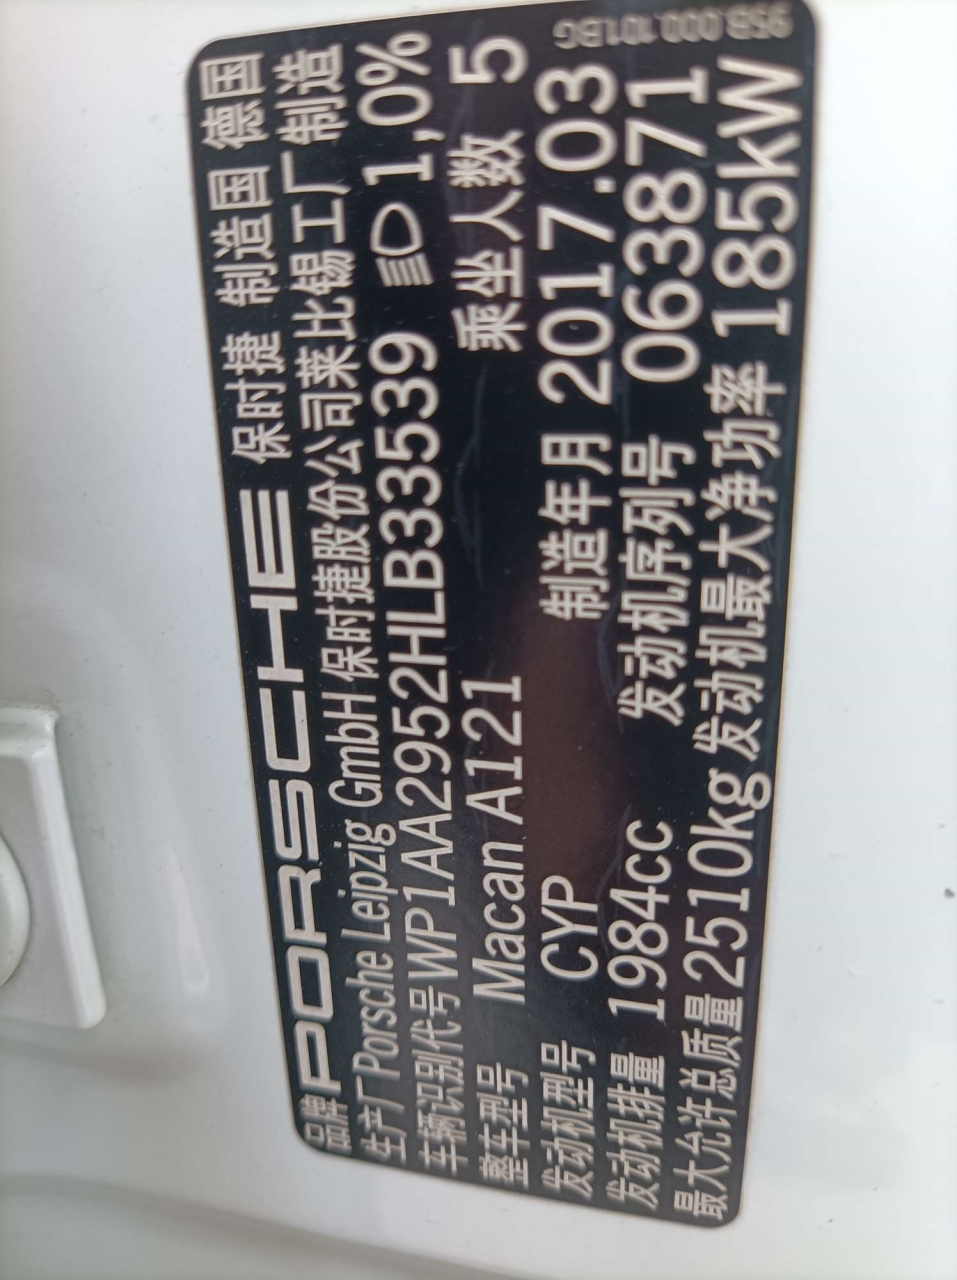 品牌 PORSCHE 保时捷 制造国 德国
生产厂 Porsche Leipzig GmbH 保时捷股份公司莱比锡工厂制造
车辆识别代号 WP1AA2952HLB33539 1,0%
整车型号 Macan A121 乘坐人数 5
发动机型号 CYP 制造年月 2017.03
发动机排量 1984cc 发动机序列号 063871
最大允许总质量 2510kg 发动机最大净功率 185kW
95B.000.101.BG